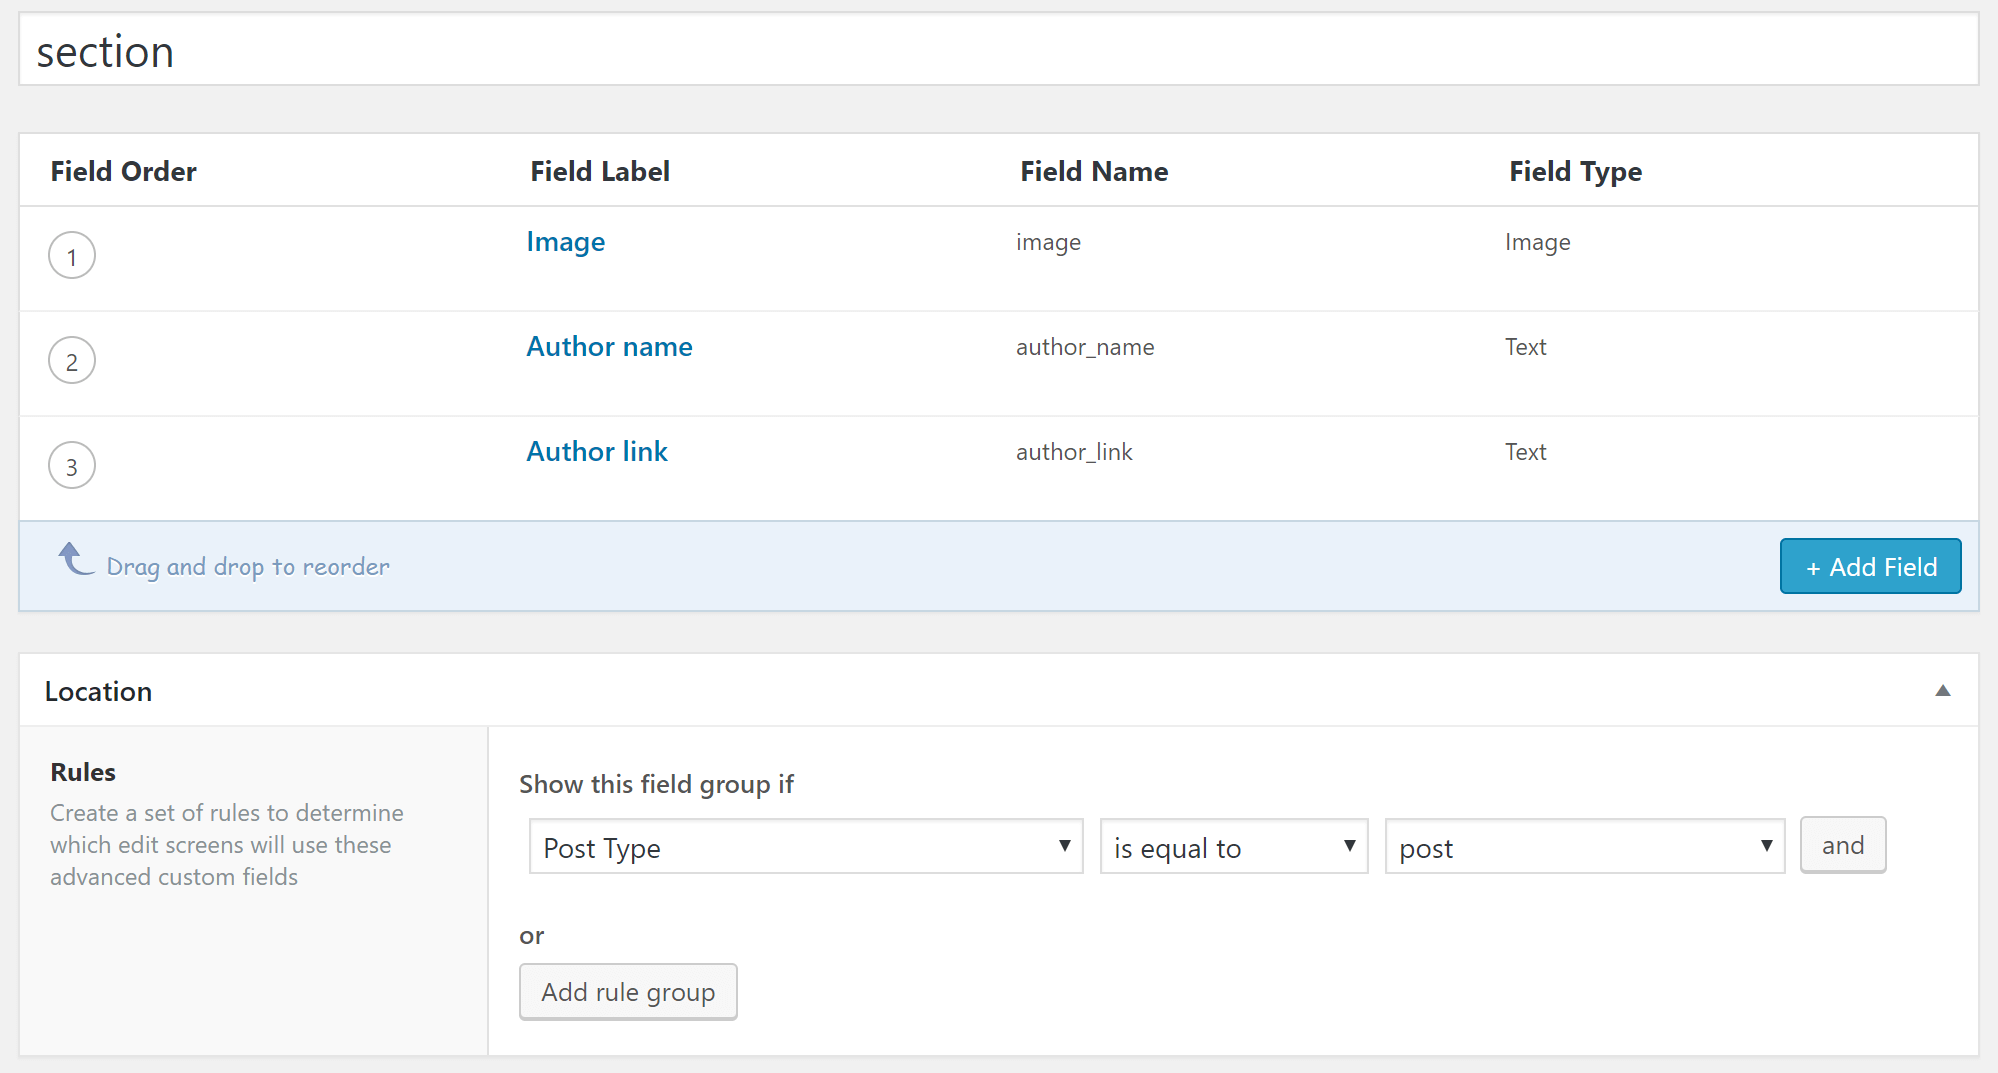 section
Field Order Field Label Field Name Field Type
1 Image image Image
2 Author name author_name Text
3 Author link author_link Text
Drag and drop to reorder + Add Field
Location
Rules
Create a set of rules to determine
which edit screens will use these
advanced custom fields
Show this field group if
Post Type is equal to post and
or
Add rule group